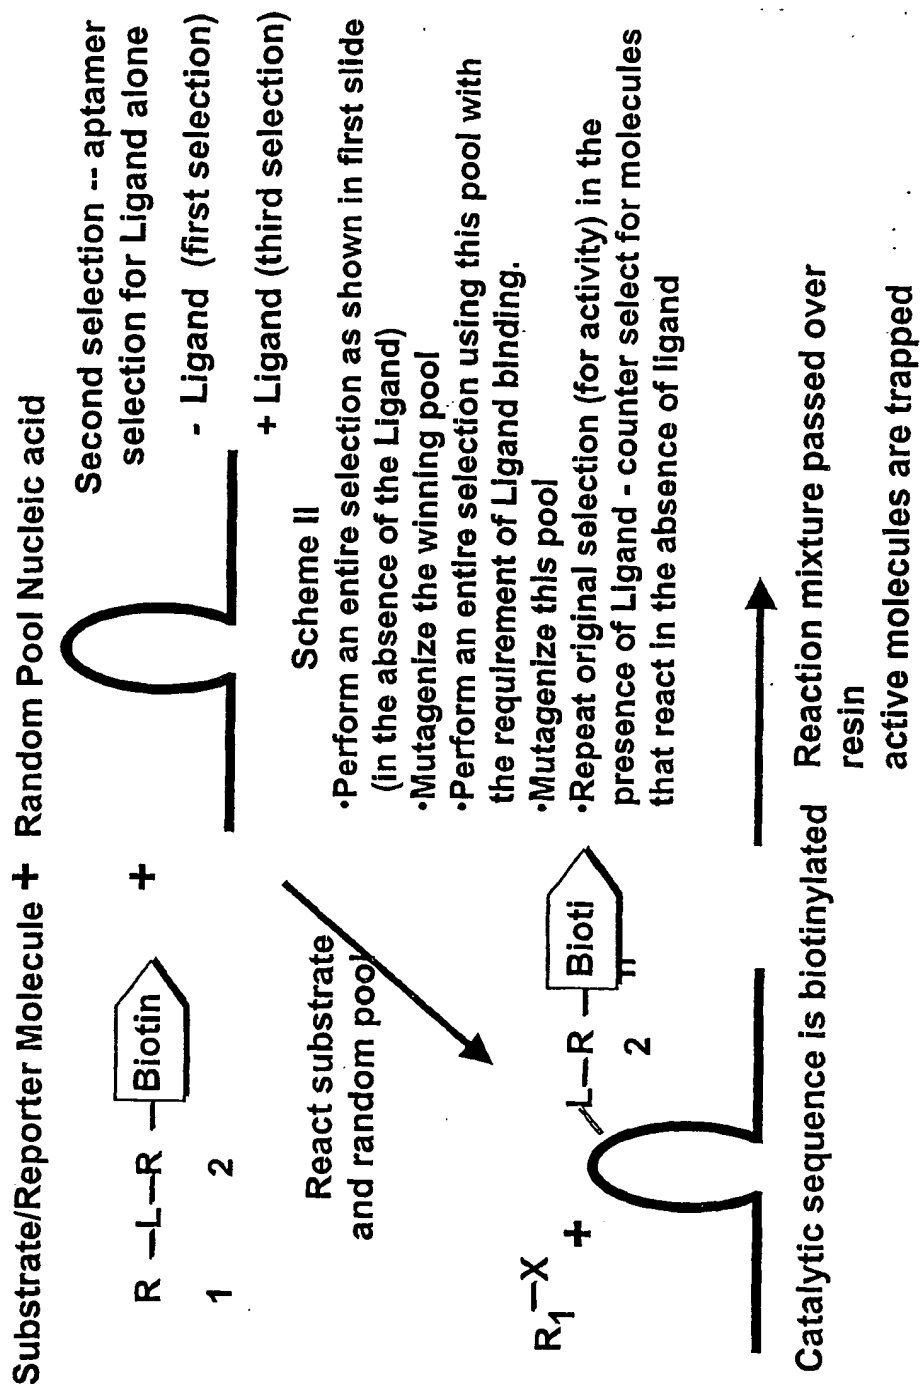 Substrate/Reporter Molecule + Random Pool Nucleic acid
R —L—R — Biotin +
1 2
Second selection -- aptamer
selection for Ligand alone
- Ligand (first selection)
+ Ligand (third selection)
Scheme II
•Perform an entire selection as shown in first slide
(in the absence of the Ligand)
•Mutagenize the winning pool
•Perform an entire selection using this pool with
the requirement of Ligand binding.
•Mutagenize this pool
•Repeat original selection (for activity) in the
presence of Ligand - counter select for molecules
that react in the absence of ligand
React substrate
and random pool
R1—X + L—R — Bioti
2 n
Catalytic sequence is biotinylated
Reaction mixture passed over
resin
active molecules are trapped